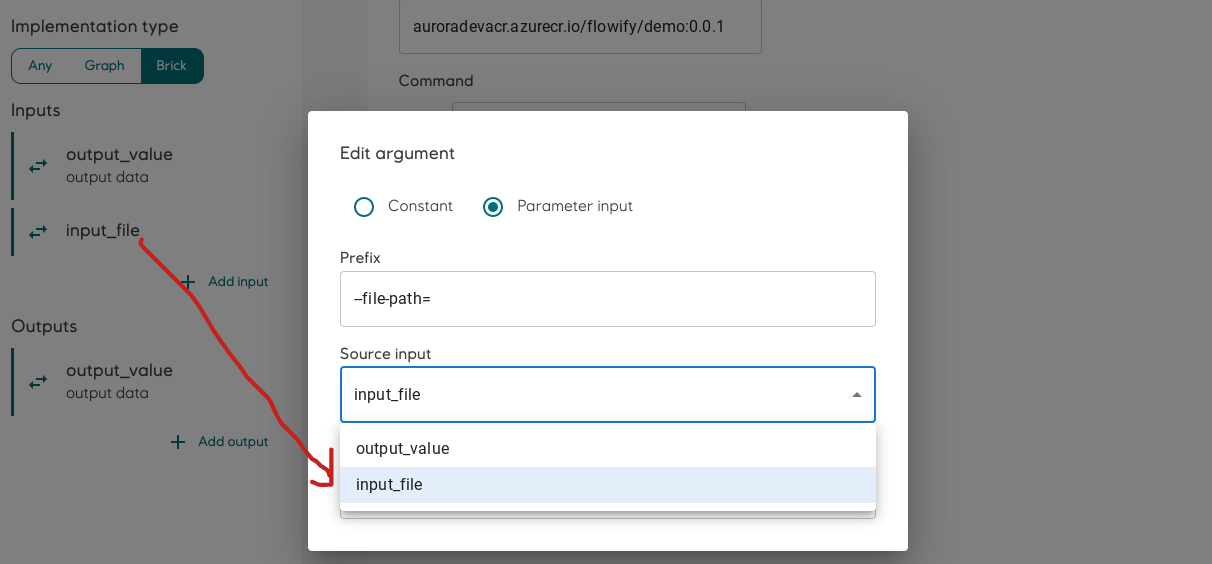 Implementation type
Any Graph Brick
Inputs
output_value
output data
input_file
Add input
Outputs
output_value
output data
Add output
auroradevacr.azurecr.io/flowify/demo:0.0.1
Command
Edit argument
Constant Parameter input
Prefix
--file-path=
Source input
input_file
output_value
input_file